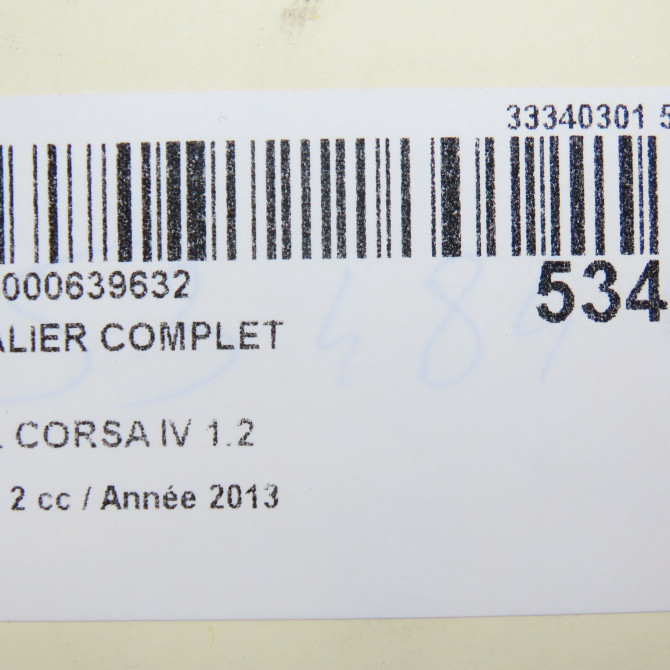 33340301 5
000639632
534
ALIER COMPLET
CORSA IV 1.2
2 cc / Année 2013